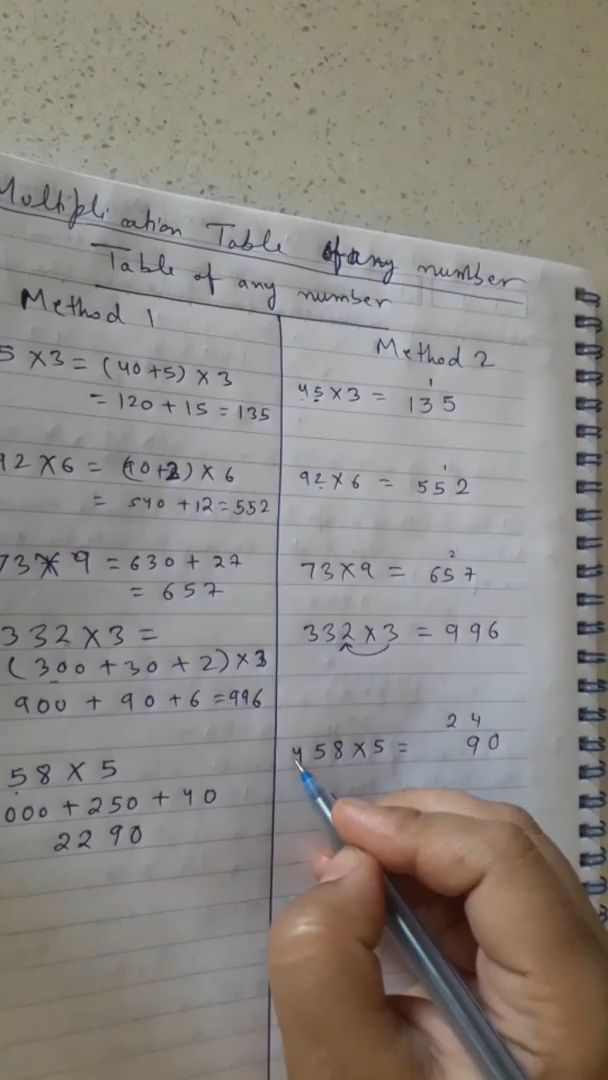 Multiplication Table of any number
Table of any number
Method 1
5 × 3 = (40+5) × 3
= 120 + 15 = 135
92 × 6 = (90+2) × 6
= 540 + 12 = 552
73 × 9 = 630 + 27
= 657
332 × 3 =
(300 + 30 + 2) × 3
900 + 90 + 6 = 996
58 × 5
000 + 250 + 40
2290
Method 2
1
45 × 3 = 135
1
92 × 6 = 552
2
73 × 9 = 657
332 × 3 = 996
2 4
458 × 5 = 90